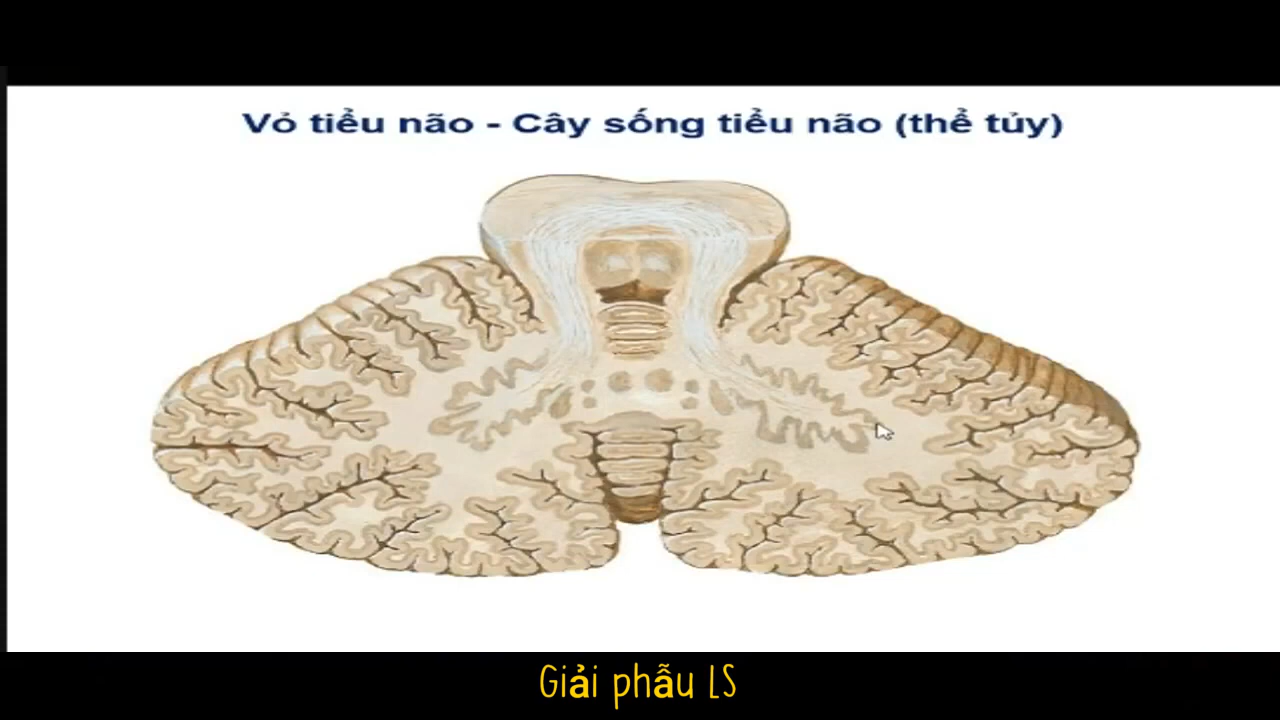 Vỏ tiểu não - Cây sống tiểu não (thể tủy)
Giải phẫu LS